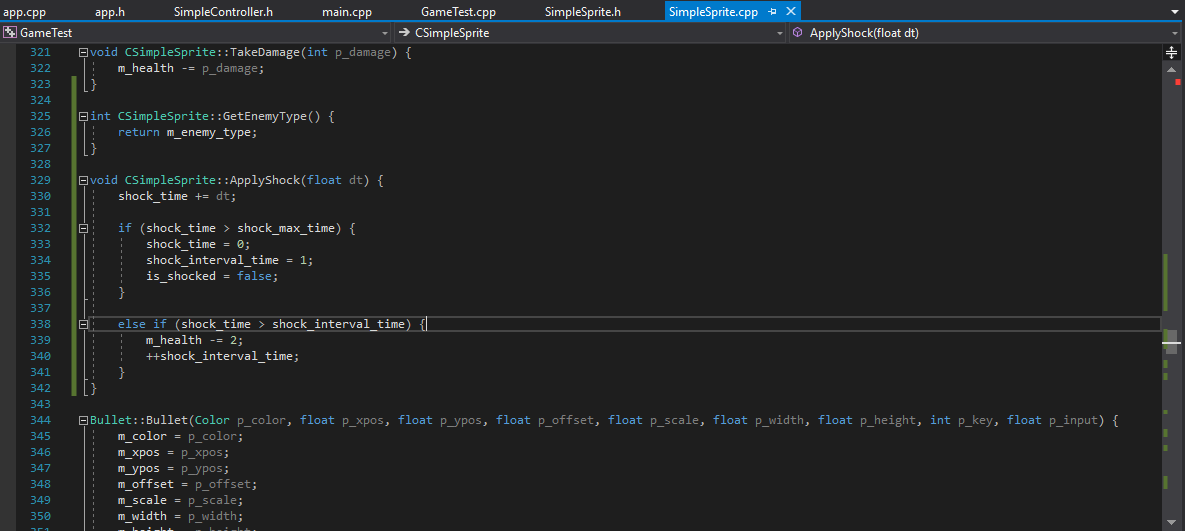 app.cpp app.h SimpleController.h main.cpp GameTest.cpp SimpleSprite.h SimpleSprite.cpp
GameTest CSimpleSprite ApplyShock(float dt)
321 void CSimpleSprite::TakeDamage(int p_damage) {
322 m_health -= p_damage;
323 }
324
325 int CSimpleSprite::GetEnemyType() {
326 return m_enemy_type;
327 }
328
329 void CSimpleSprite::ApplyShock(float dt) {
330 shock_time += dt;
331
332 if (shock_time > shock_max_time) {
333 shock_time = 0;
334 shock_interval_time = 1;
335 is_shocked = false;
336 }
337
338 else if (shock_time > shock_interval_time) {
339 m_health -= 2;
340 ++shock_interval_time;
341 }
342 }
343
344 Bullet::Bullet(Color p_color, float p_xpos, float p_ypos, float p_offset, float p_scale, float p_width, float p_height, int p_key, float p_input) {
345 m_color = p_color;
346 m_xpos = p_xpos;
347 m_ypos = p_ypos;
348 m_offset = p_offset;
349 m_scale = p_scale;
350 m_width = p_width;